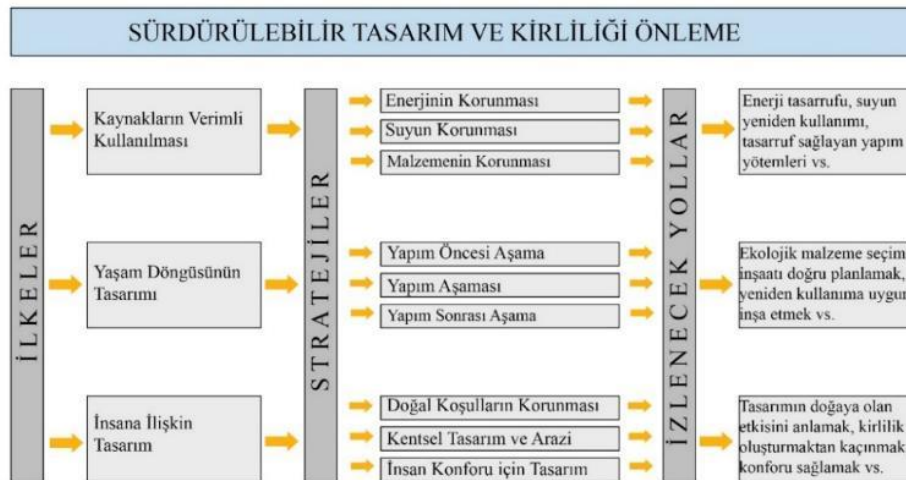 SÜRDÜRÜLEBİLİR TASARIM VE KİRLİLİĞİ ÖNLEME
İLKELER
Kaynakların Verimli
Kullanılması
Yaşam Döngüsünün
Tasarımı
İnsana İlişkin
Tasarım
STRATEJİLER
Enerjinin Korunması
Suyun Korunması
Malzemenin Korunması
Yapım Öncesi Aşama
Yapım Aşaması
Yapım Sonrası Aşama
Doğal Koşulların Korunması
Kentsel Tasarım ve Arazi
İnsan Konforu için Tasarım
İZLENECEK YOLLAR
Enerji tasarrufu, suyun
yeniden kullanımı,
tasarruf sağlayan yapım
yötemleri vs.
Ekolojik malzeme seçim
inşaatı doğru planlamak,
yeniden kullanıma uygun
inşa etmek vs.
Tasarımın doğaya olan
etkisini anlamak, kirlilik
oluşturmaktan kaçınmak
konforu sağlamak vs.